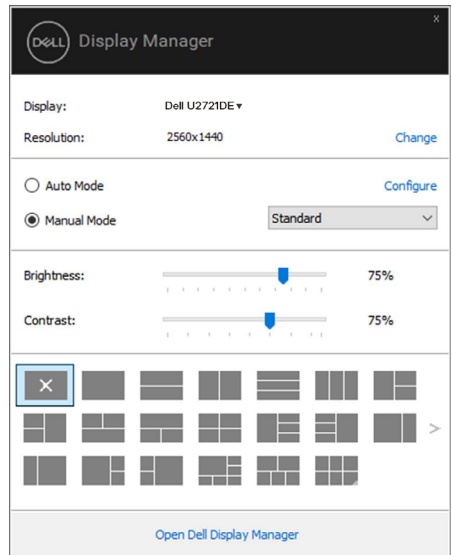 x
DELL Display Manager
Display: Dell U2721DE
Resolution: 2560x1440 Change
Auto Mode Configure
Manual Mode Standard
Brightness: 75%
Contrast: 75%
Open Dell Display Manager